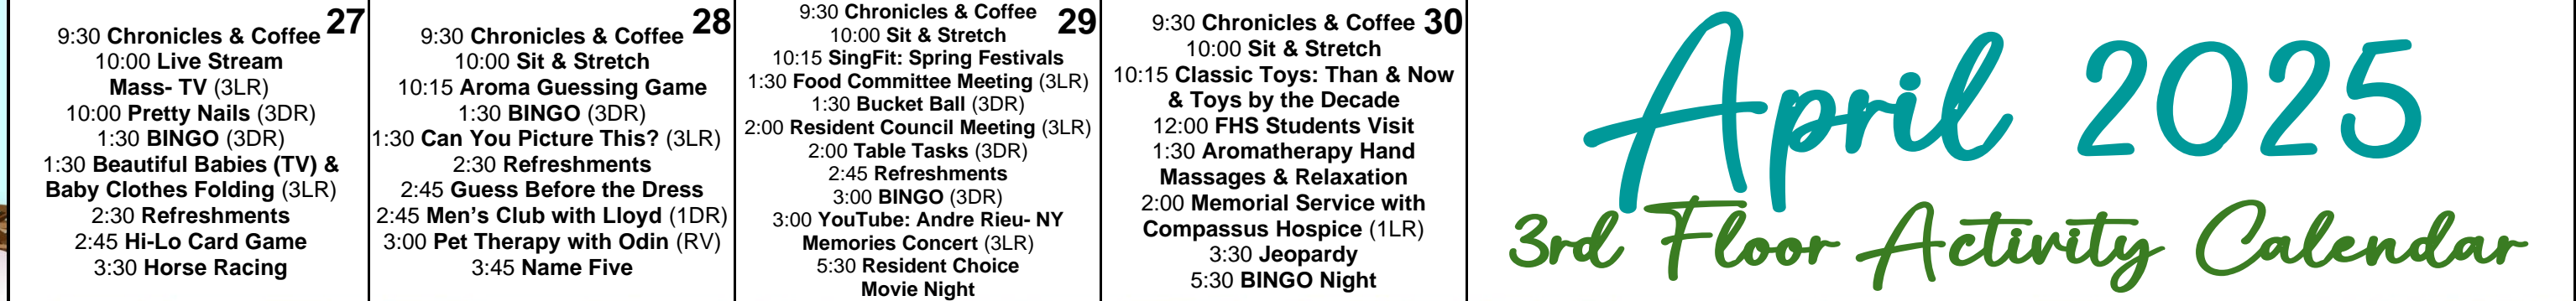 27
9:30 Chronicles & Coffee
10:00 Live Stream
Mass- TV (3LR)
10:00 Pretty Nails (3DR)
1:30 BINGO (3DR)
1:30 Beautiful Babies (TV) &
Baby Clothes Folding (3LR)
2:30 Refreshments
2:45 Hi-Lo Card Game
3:30 Horse Racing
28
9:30 Chronicles & Coffee
10:00 Sit & Stretch
10:15 Aroma Guessing Game
1:30 BINGO (3DR)
1:30 Can You Picture This? (3LR)
2:30 Refreshments
2:45 Guess Before the Dress
2:45 Men’s Club with Lloyd (1DR)
3:00 Pet Therapy with Odin (RV)
3:45 Name Five
29
9:30 Chronicles & Coffee
10:00 Sit & Stretch
10:15 SingFit: Spring Festivals
1:30 Food Committee Meeting (3LR)
1:30 Bucket Ball (3DR)
2:00 Resident Council Meeting (3LR)
2:00 Table Tasks (3DR)
2:45 Refreshments
3:00 BINGO (3DR)
3:00 YouTube: Andre Rieu- NY
Memories Concert (3LR)
5:30 Resident Choice
Movie Night
30
9:30 Chronicles & Coffee
10:00 Sit & Stretch
10:15 Classic Toys: Than & Now
& Toys by the Decade
12:00 FHS Students Visit
1:30 Aromatherapy Hand
Massages & Relaxation
2:00 Memorial Service with
Compassus Hospice (1LR)
3:30 Jeopardy
5:30 BINGO Night
April 2025
3rd Floor Activity Calendar